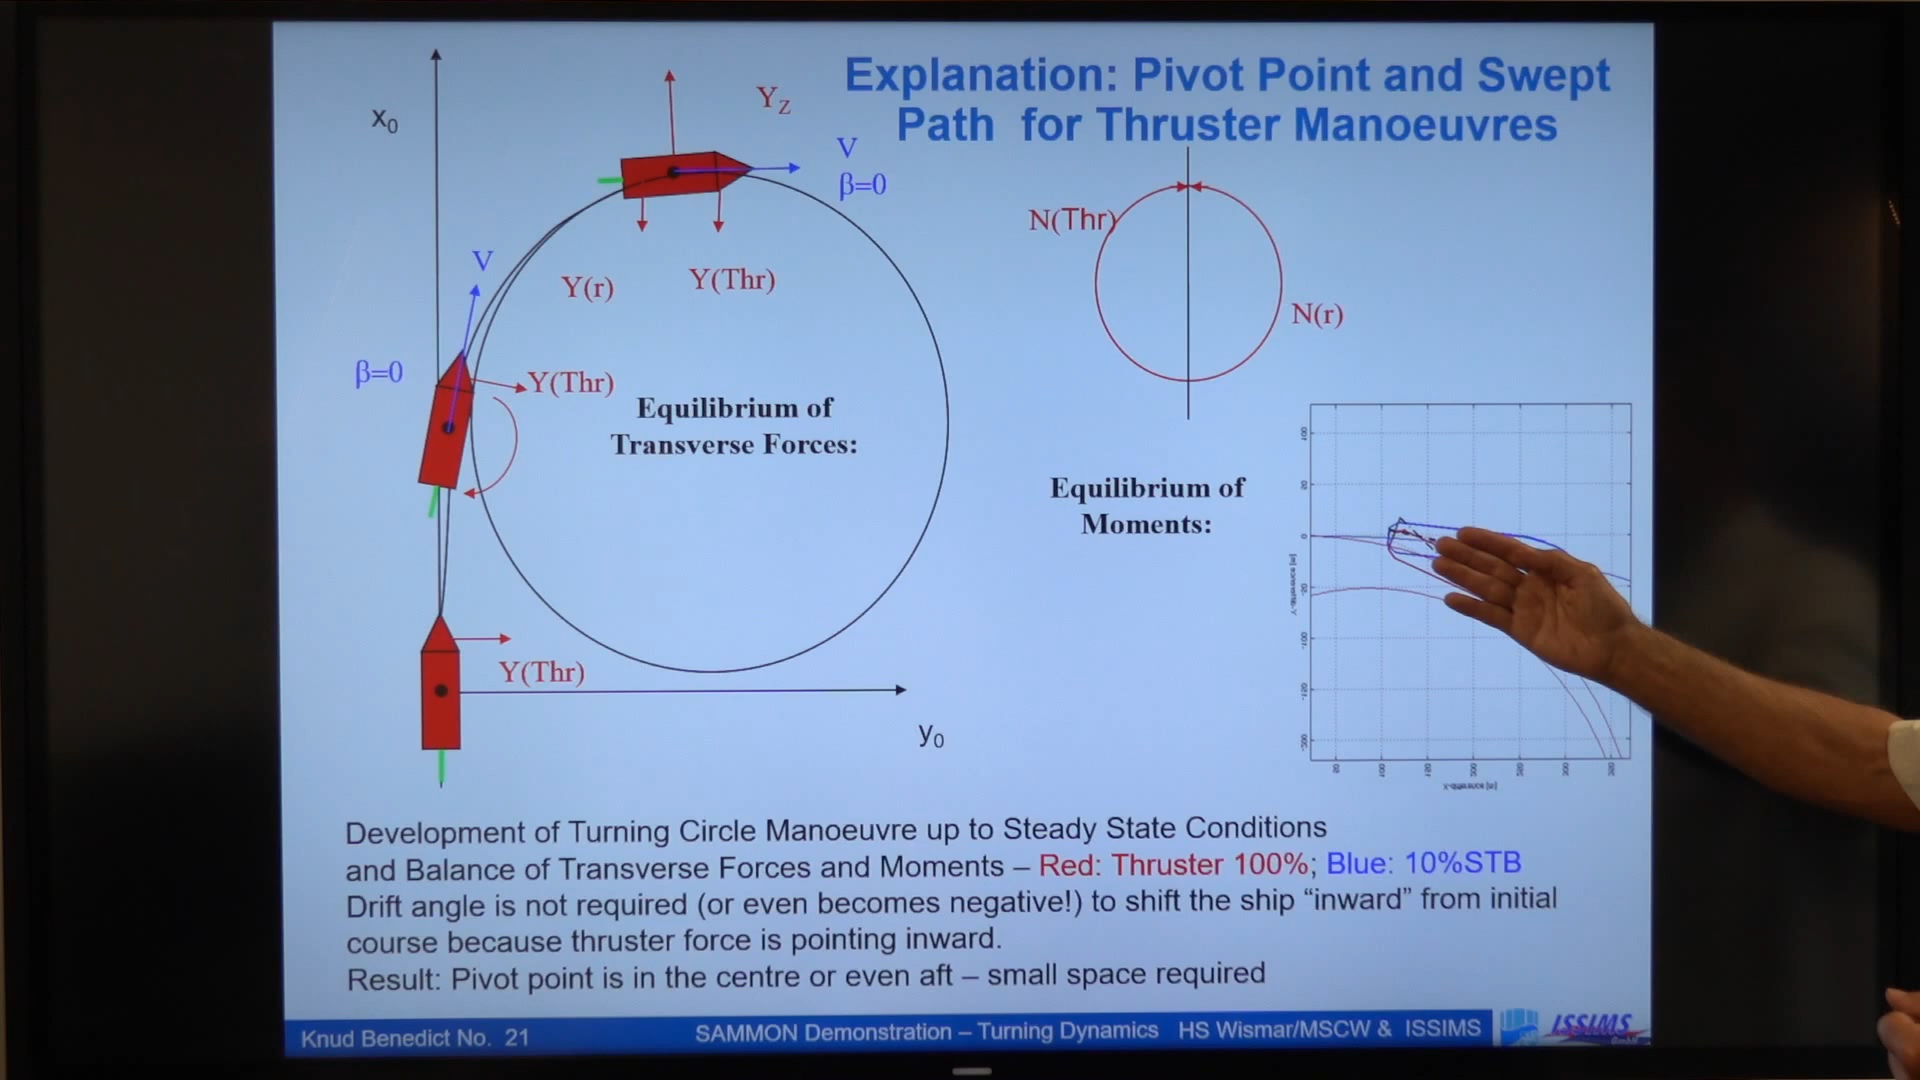 Explanation: Pivot Point and Swept
Path for Thruster Manoeuvres
x0
YZ
V
β=0
N(Thr)
N(r)
V
Y(r)
Y(Thr)
β=0
Y(Thr)
Equilibrium of
Transverse Forces:
Equilibrium of
Moments:
Y(Thr)
y0
Development of Turning Circle Manoeuvre up to Steady State Conditions
and Balance of Transverse Forces and Moments – Red: Thruster 100%; Blue: 10%STB
Drift angle is not required (or even becomes negative!) to shift the ship “inward” from initial
course because thruster force is pointing inward.
Result: Pivot point is in the centre or even aft – small space required
Knud Benedict No. 21
SAMMON Demonstration – Turning Dynamics HS Wismar/MSCW & ISSIMS
ISSIMS